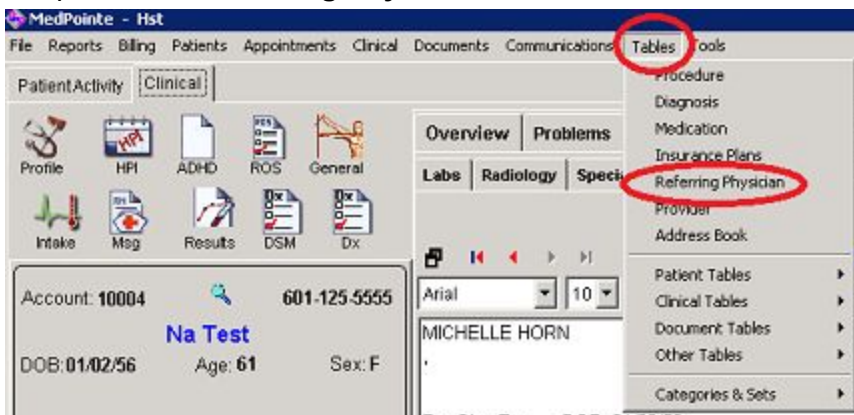 MedPointe - Hst
File Reports Billing Patients Appointments Clinical Documents Communications Tables Tools
Patient Activity Clinical
Profile HPI ADHD ROS General
Intake Msg Results DSM Dx
Account: 10004 601-125-5555
Na Test
DOB: 01/02/56 Age: 61 Sex: F
Overview Problems
Labs Radiology Speci
Arial 10
MICHELLE HORN
,
Procedure
Diagnosis
Medication
Insurance Plans
Referring Physician
Provider
Address Book
Patient Tables
Clinical Tables
Document Tables
Other Tables
Categories & Sets